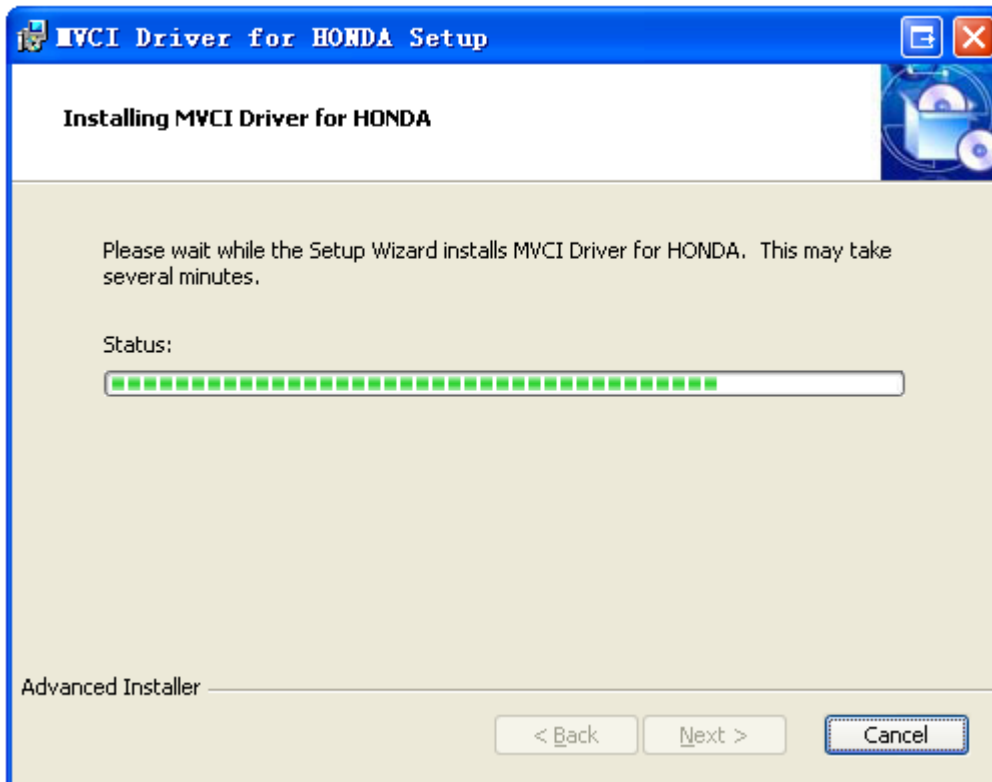 MVCI Driver for HONDA Setup
Installing MVCI Driver for HONDA
Please wait while the Setup Wizard installs MVCI Driver for HONDA.  This may take
several minutes.
Status:
Advanced Installer
< Back
Next >
Cancel